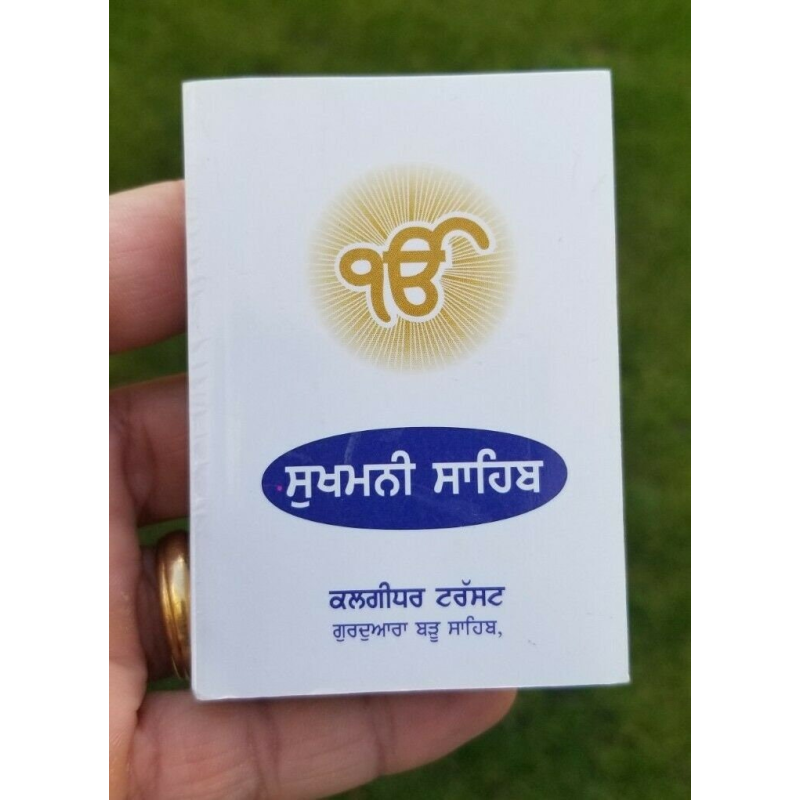 ੴ
ਸੁਖਮਨੀ ਸਾਹਿਬ
ਕਲਗੀਧਰ ਟਰੱਸਟ
ਗੁਰਦੁਆਰਾ ਬੜੂ ਸਾਹਿਬ,